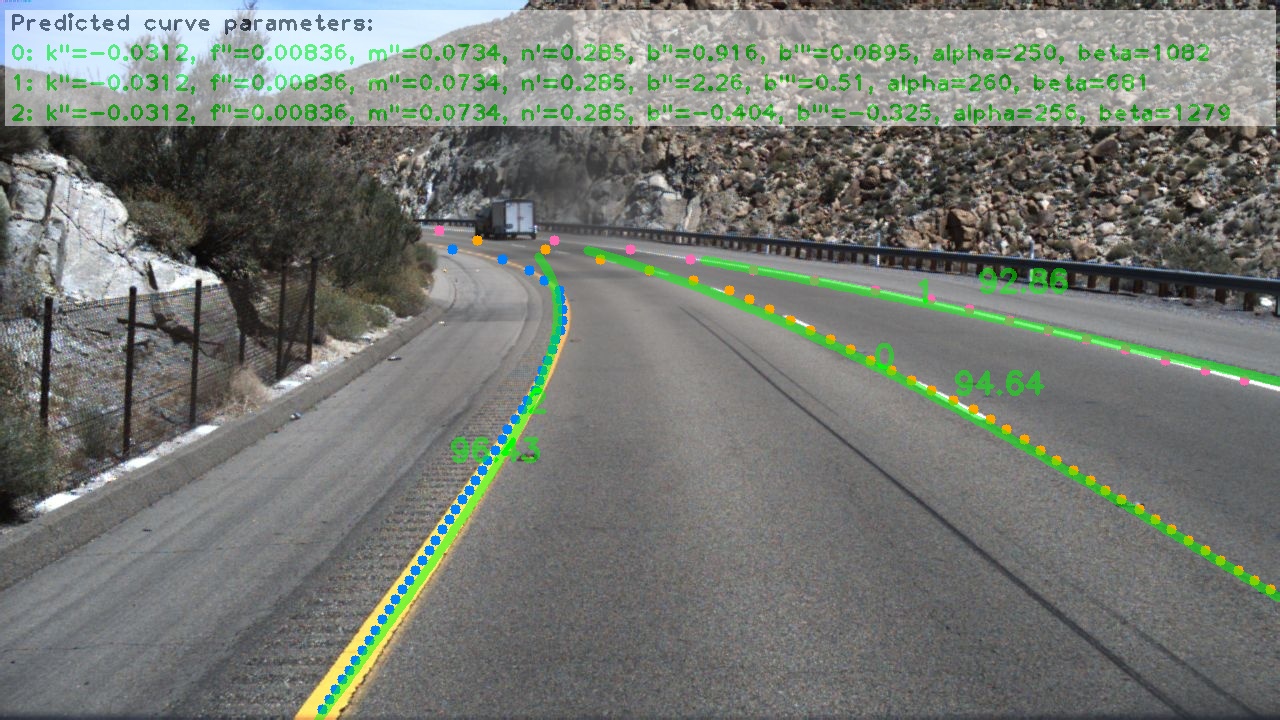 Predicted curve parameters:
0: k''=-0.0312, f''=0.00836, m''=0.0734, n'=0.285, b''=0.916, b'''=0.0895, alpha=250, beta=1082
1: k''=-0.0312, f''=0.00836, m''=0.0734, n'=0.285, b''=2.26, b'''=0.51, alpha=260, beta=681
2: k''=-0.0312, f''=0.00836, m''=0.0734, n'=0.285, b''=-0.404, b'''=-0.325, alpha=256, beta=1279
1 92.86
0 94.64
2